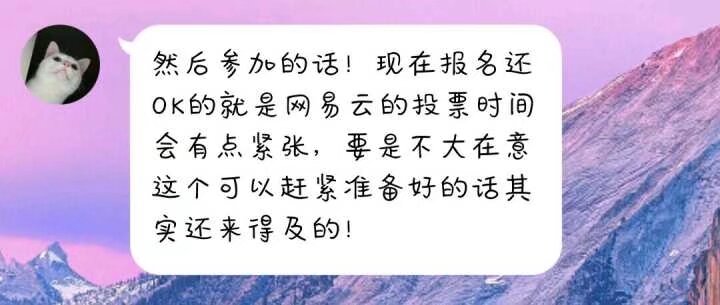 然后参加的话！现在报名还
OK的就是网易云的投票时间
会有点紧张，要是不大在意
这个可以赶紧准备好的话其
实还来得及的！